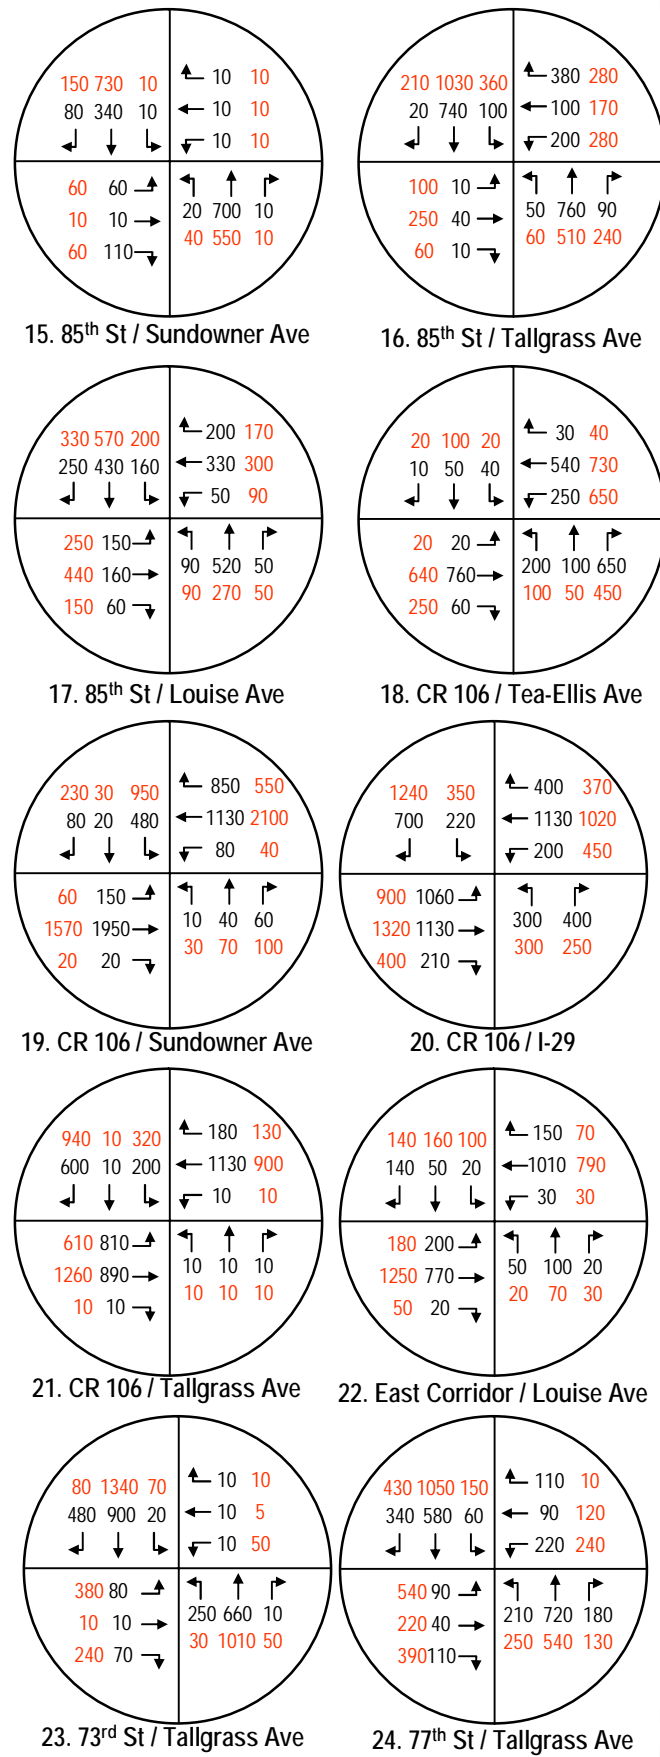 150 730 10 10 10
80 340 10 10 10
10 10
60 60
10 10 20 700 10
60 110 40 550 10
15. 85th St / Sundowner Ave
210 1030 360 380 280
20 740 100 100 170
200 280
100 10
250 40 50 760 90
60 10 60 510 240
16. 85th St / Tallgrass Ave
330 570 200 200 170
250 430 160 330 300
50 90
250 150
440 160 90 520 50
150 60 90 270 50
17. 85th St / Louise Ave
20 100 20 30 40
10 50 40 540 730
250 650
20 20
640 760 200 100 650
250 60 100 50 450
18. CR 106 / Tea-Ellis Ave
230 30 950 850 550
80 20 480 1130 2100
80 40
60 150
1570 1950 10 40 60
20 20 30 70 100
19. CR 106 / Sundowner Ave
1240 350 400 370
700 220 1130 1020
200 450
900 1060
1320 1130 300 400
400 210 300 250
20. CR 106 / I-29
940 10 320 180 130
600 10 200 1130 900
10 10
610 810
1260 890 10 10 10
10 10 10 10 10
21. CR 106 / Tallgrass Ave
140 160 100 150 70
140 50 20 1010 790
30 30
180 200
1250 770 50 100 20
50 20 20 70 30
22. East Corridor / Louise Ave
80 1340 70 10 10
480 900 20 10 5
10 50
380 80
10 10 250 660 10
240 70 30 1010 50
23. 73rd St / Tallgrass Ave
430 1050 150 110 10
340 580 60 90 120
220 240
540 90
220 40 210 720 180
390 110 250 540 130
24. 77th St / Tallgrass Ave